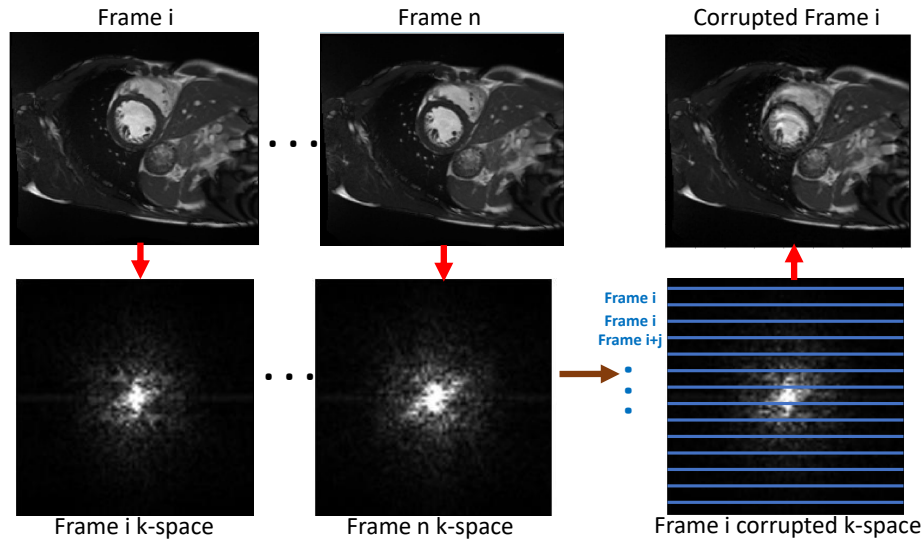 Frame i
Frame n
Corrupted Frame i
Frame i
Frame i
Frame i+j
Frame i k-space
Frame n k-space
Frame i corrupted k-space